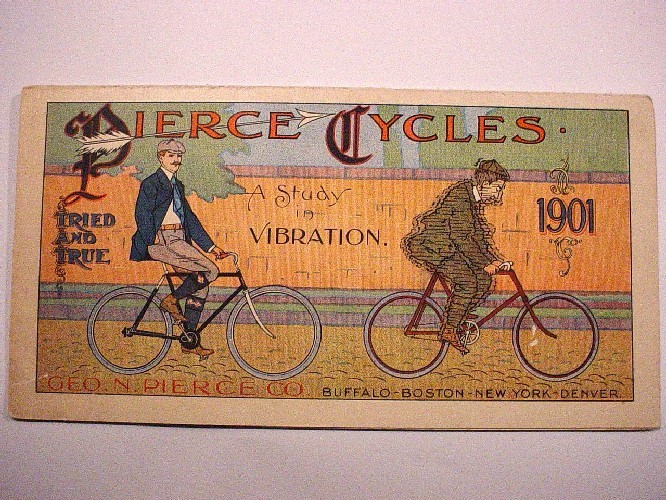 PIERCE CYCLES.
A Study
in
VIBRATION.
TRIED
AND
TRUE
1901
GEO. N. PIERCE CO. BUFFALO-BOSTON-NEW YORK-DENVER.